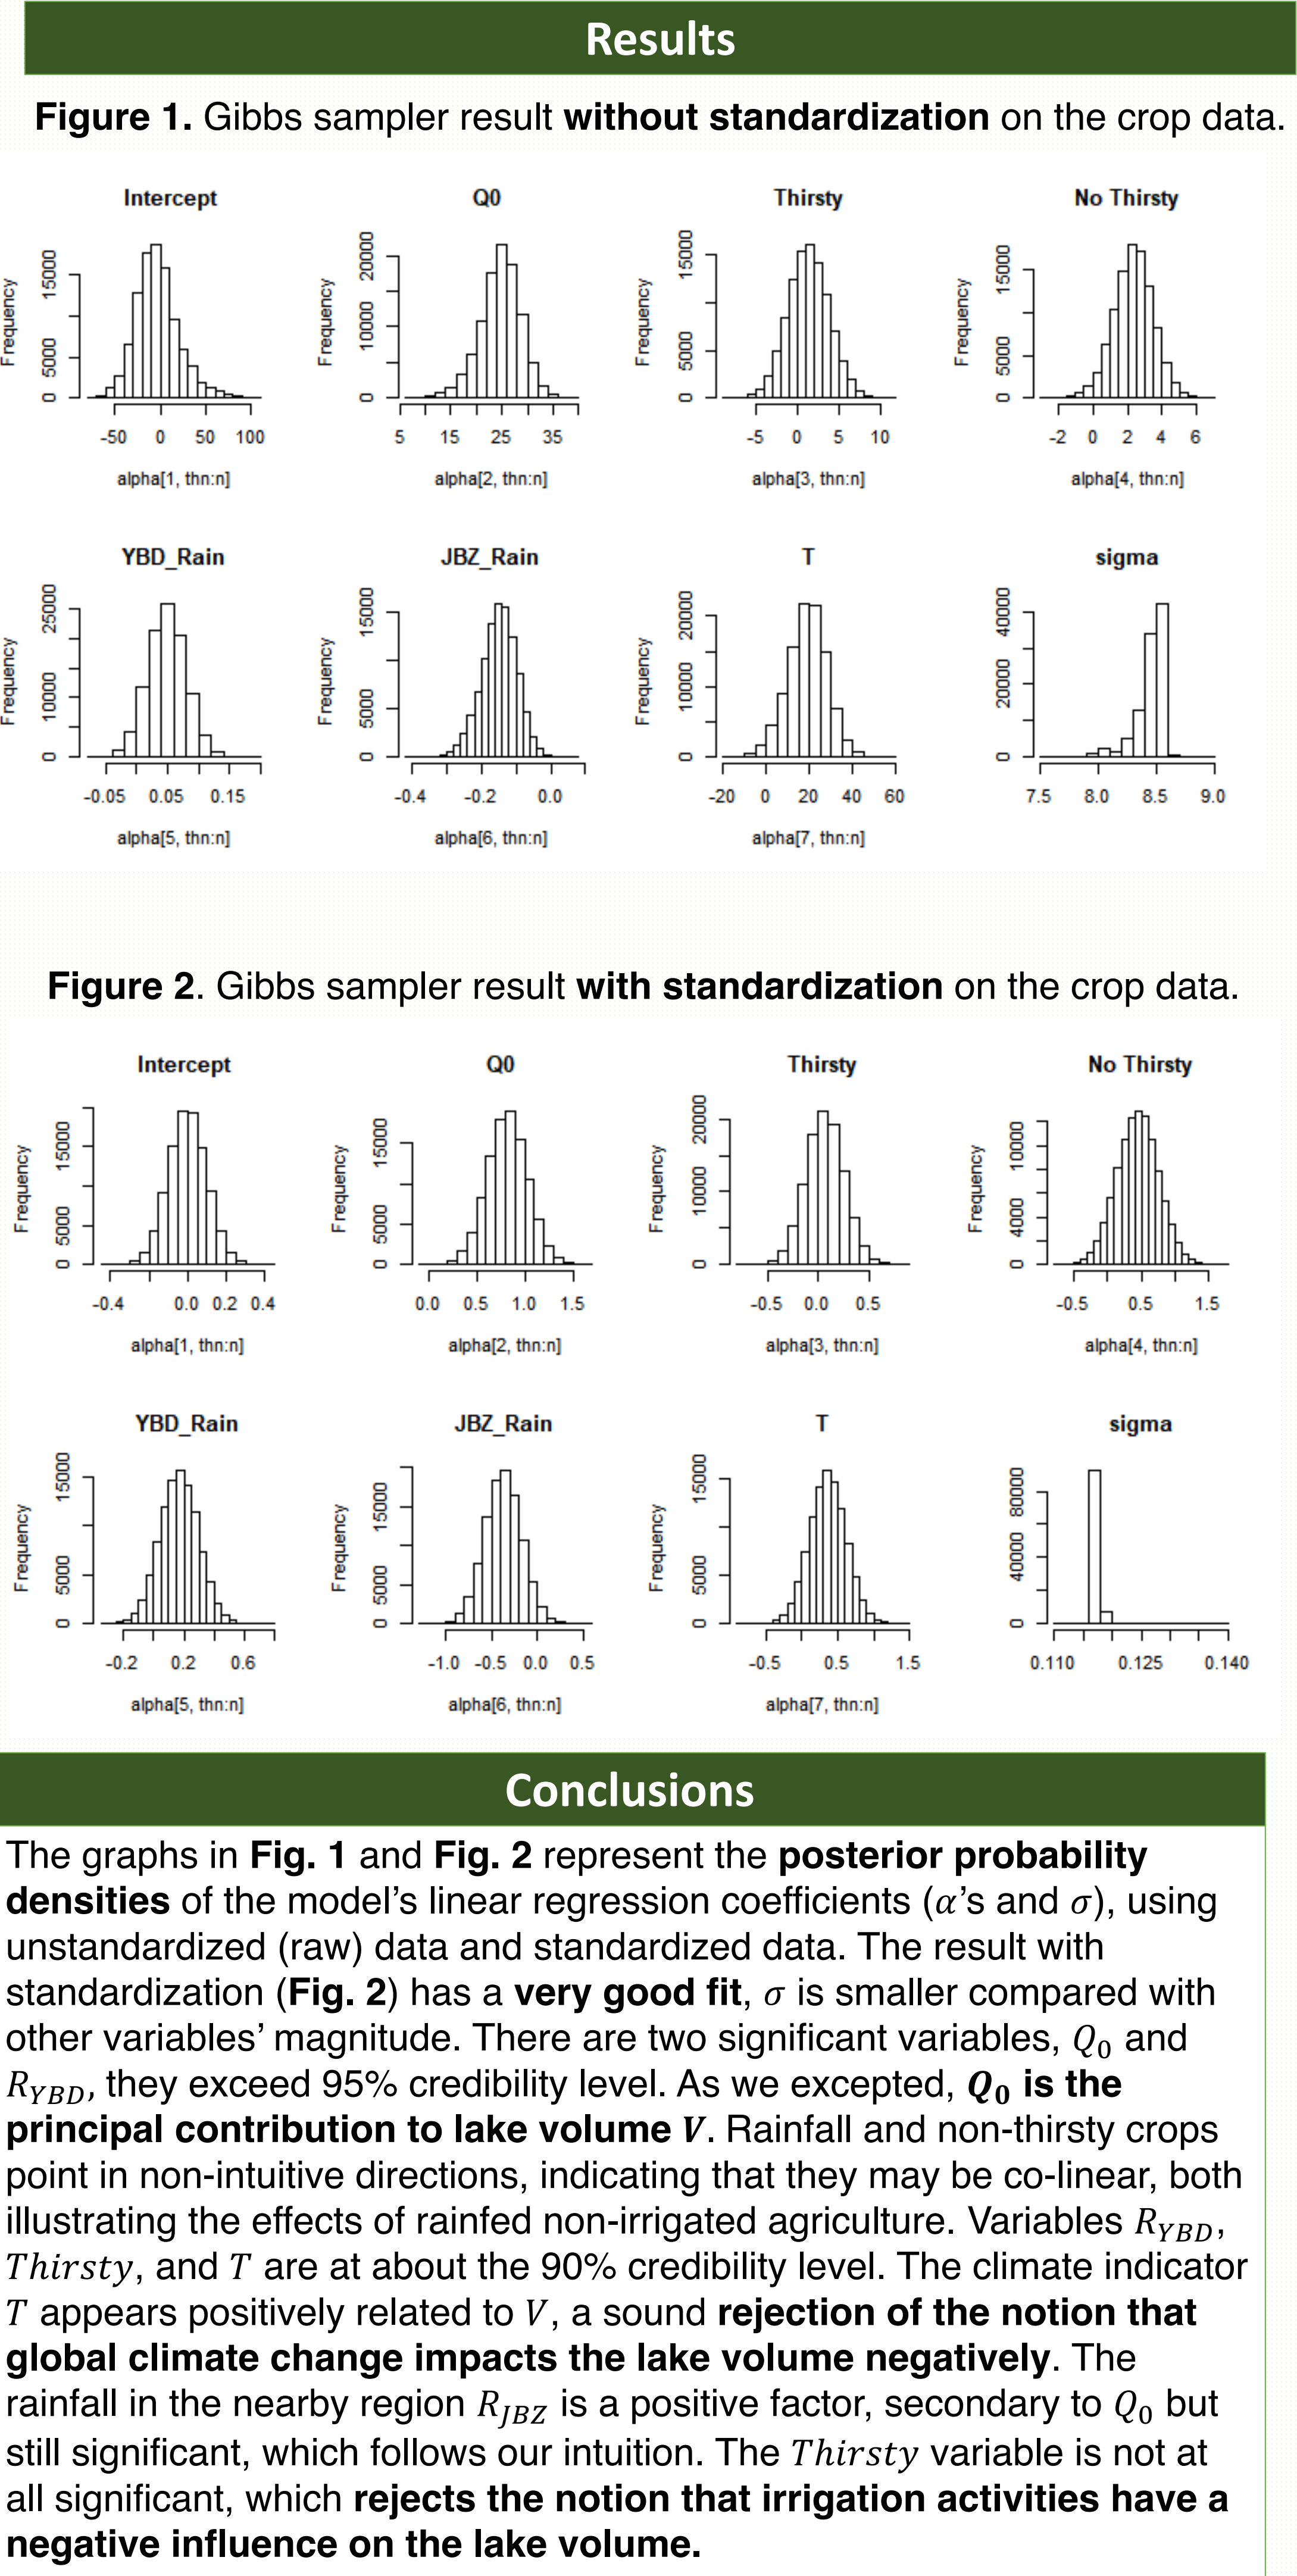 Results
Figure 1. Gibbs sampler result without standardization on the crop data.
Intercept Q0 Thirsty No Thirsty
Frequency 0 5000 15000
-50 0 50 100
alpha[1, thn:n]
Frequency 0 10000 20000
5 15 25 35
alpha[2, thn:n]
Frequency 0 5000 15000
-5 0 5 10
alpha[3, thn:n]
Frequency 0 5000 15000
-2 0 2 4 6
alpha[4, thn:n]
YBD_Rain JBZ_Rain T sigma
Frequency 0 10000 25000
-0.05 0.05 0.15
alpha[5, thn:n]
Frequency 0 5000 15000
-0.4 -0.2 0.0
alpha[6, thn:n]
Frequency 0 10000 20000
-20 0 20 40 60
alpha[7, thn:n]
0 20000 40000
7.5 8.0 8.5 9.0
Figure 2. Gibbs sampler result with standardization on the crop data.
Intercept Q0 Thirsty No Thirsty
Frequency 0 5000 15000
-0.4 0.0 0.2 0.4
alpha[1, thn:n]
Frequency 0 5000 15000
0.0 0.5 1.0 1.5
alpha[2, thn:n]
Frequency 0 10000 20000
-0.5 0.0 0.5
alpha[3, thn:n]
Frequency 0 4000 10000
-0.5 0.5 1.5
alpha[4, thn:n]
YBD_Rain JBZ_Rain T sigma
Frequency 0 5000 15000
-0.2 0.2 0.6
alpha[5, thn:n]
Frequency 0 5000 15000
-1.0 -0.5 0.0 0.5
alpha[6, thn:n]
Frequency 0 5000 15000
-0.5 0.5 1.5
alpha[7, thn:n]
0 40000 80000
0.110 0.125 0.140
Conclusions
The graphs in Fig. 1 and Fig. 2 represent the posterior probability
densities of the model’s linear regression coefficients (α’s and σ), using
unstandardized (raw) data and standardized data. The result with
standardization (Fig. 2) has a very good fit, σ is smaller compared with
other variables’ magnitude. There are two significant variables, Q₀ and
R_YBD, they exceed 95% credibility level. As we excepted, Q₀ is the
principal contribution to lake volume V. Rainfall and non-thirsty crops
point in non-intuitive directions, indicating that they may be co-linear, both
illustrating the effects of rainfed non-irrigated agriculture. Variables R_YBD,
Thirsty, and T are at about the 90% credibility level. The climate indicator
T appears positively related to V, a sound rejection of the notion that
global climate change impacts the lake volume negatively. The
rainfall in the nearby region R_JBZ is a positive factor, secondary to Q₀ but
still significant, which follows our intuition. The Thirsty variable is not at
all significant, which rejects the notion that irrigation activities have a
negative influence on the lake volume.